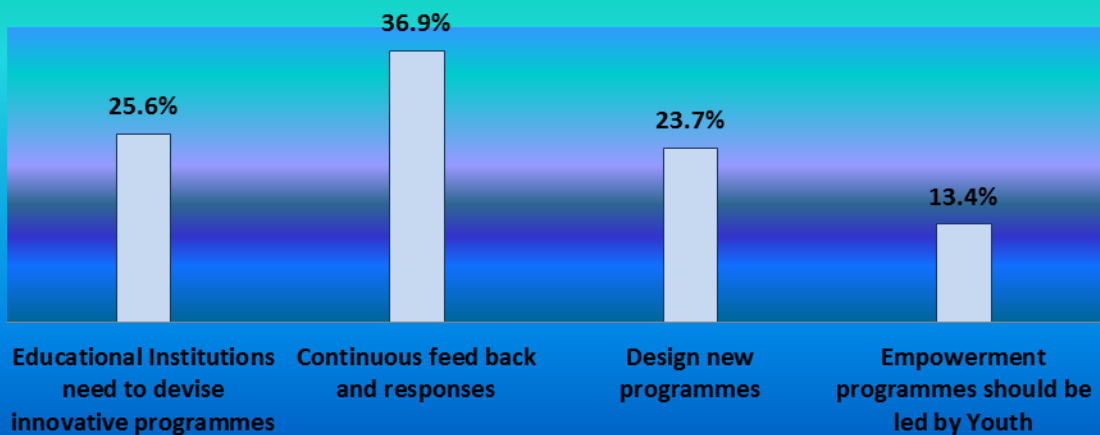 36.9%
25.6%
23.7%
13.4%
Educational Institutions
need to devise
innovative programmes
Continuous feed back
and responses
Design new
programmes
Empowerment
programmes should be
led by Youth